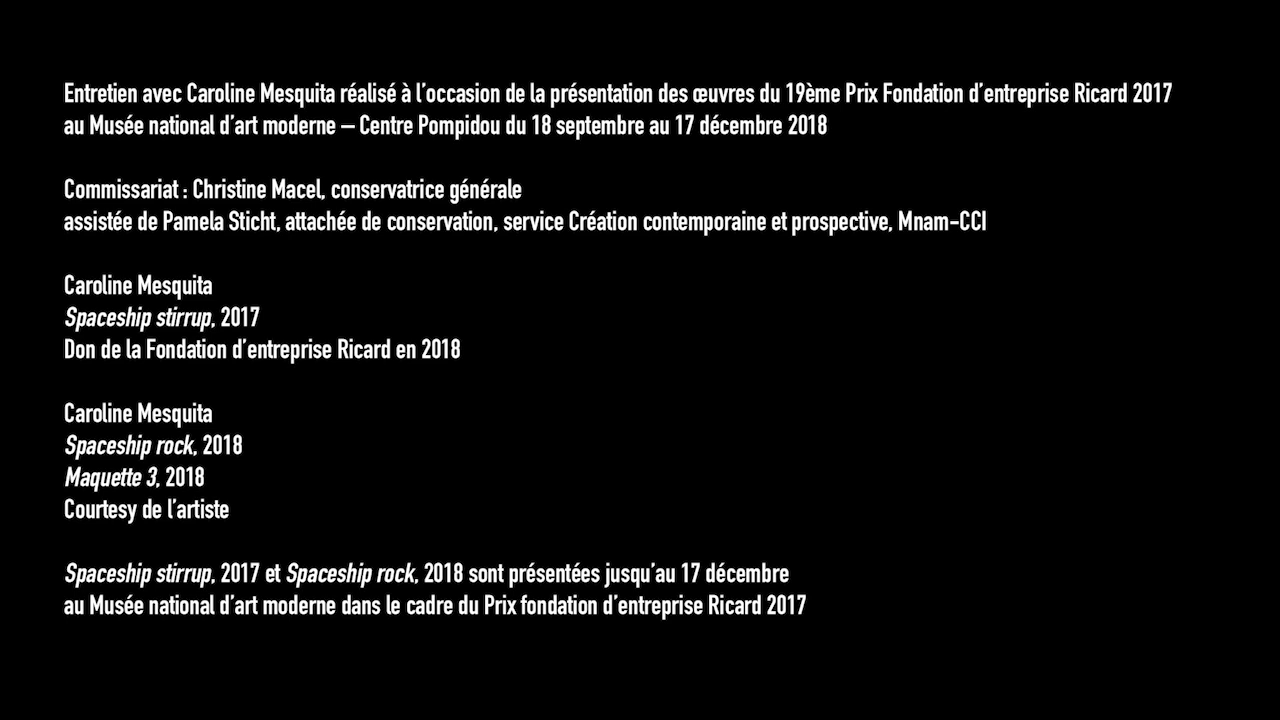 Entretien avec Caroline Mesquita réalisé à l’occasion de la présentation des œuvres du 19ème Prix Fondation d’entreprise Ricard 2017
au Musée national d’art moderne – Centre Pompidou du 18 septembre au 17 décembre 2018
Commissariat : Christine Macel, conservatrice générale
assistée de Pamela Sticht, attachée de conservation, service Création contemporaine et prospective, Mnam-CCI
Caroline Mesquita
Spaceship stirrup, 2017
Don de la Fondation d’entreprise Ricard en 2018
Caroline Mesquita
Spaceship rock, 2018
Maquette 3, 2018
Courtesy de l’artiste
Spaceship stirrup, 2017 et Spaceship rock, 2018 sont présentées jusqu’au 17 décembre
au Musée national d’art moderne dans le cadre du Prix fondation d’entreprise Ricard 2017